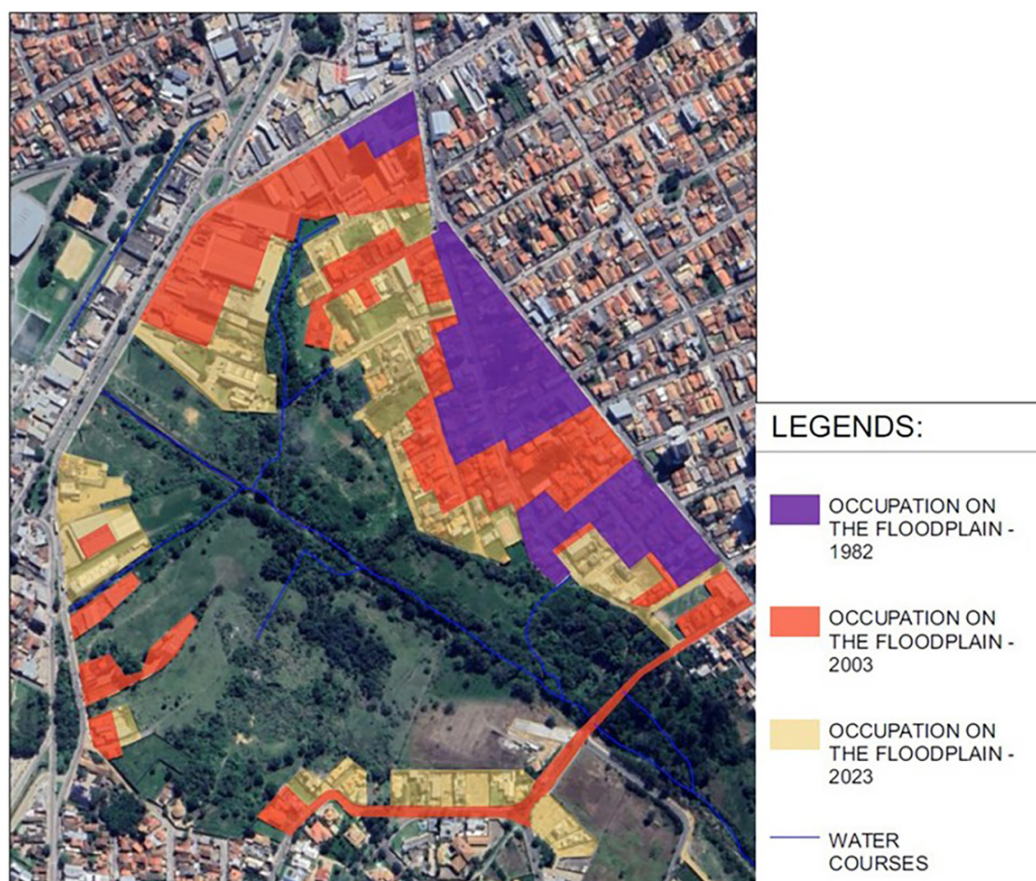 LEGENDS:
OCCUPATION ON
THE FLOODPLAIN -
1982
OCCUPATION ON
THE FLOODPLAIN -
2003
OCCUPATION ON
THE FLOODPLAIN -
2023
WATER
COURSES